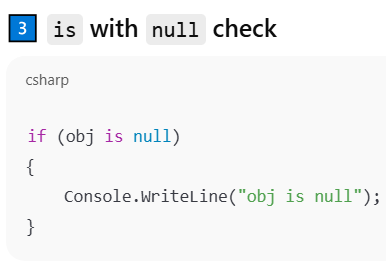 3 is with null check
csharp
if (obj is null)
{
    Console.WriteLine("obj is null");
}